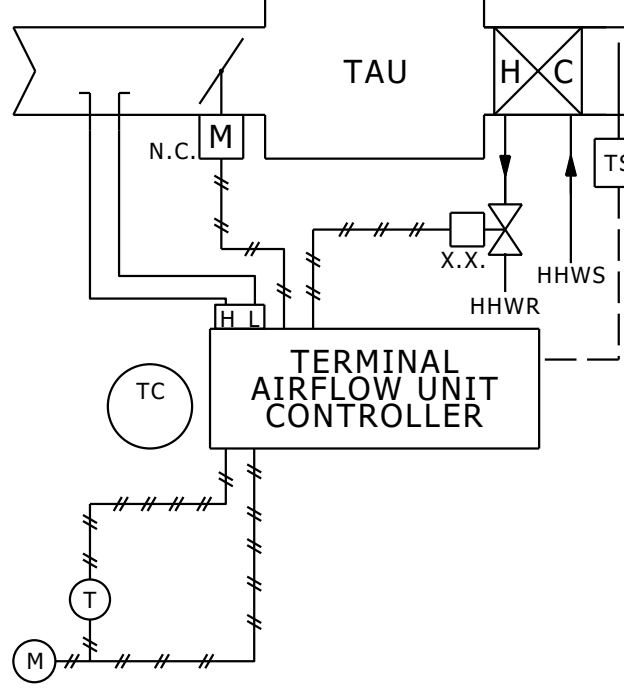 H C
TAU
M
N.C.
TS
X.X.
HHWS
HHWR
H L
TERMINAL
AIRFLOW UNIT
CONTROLLER
TC
T
M